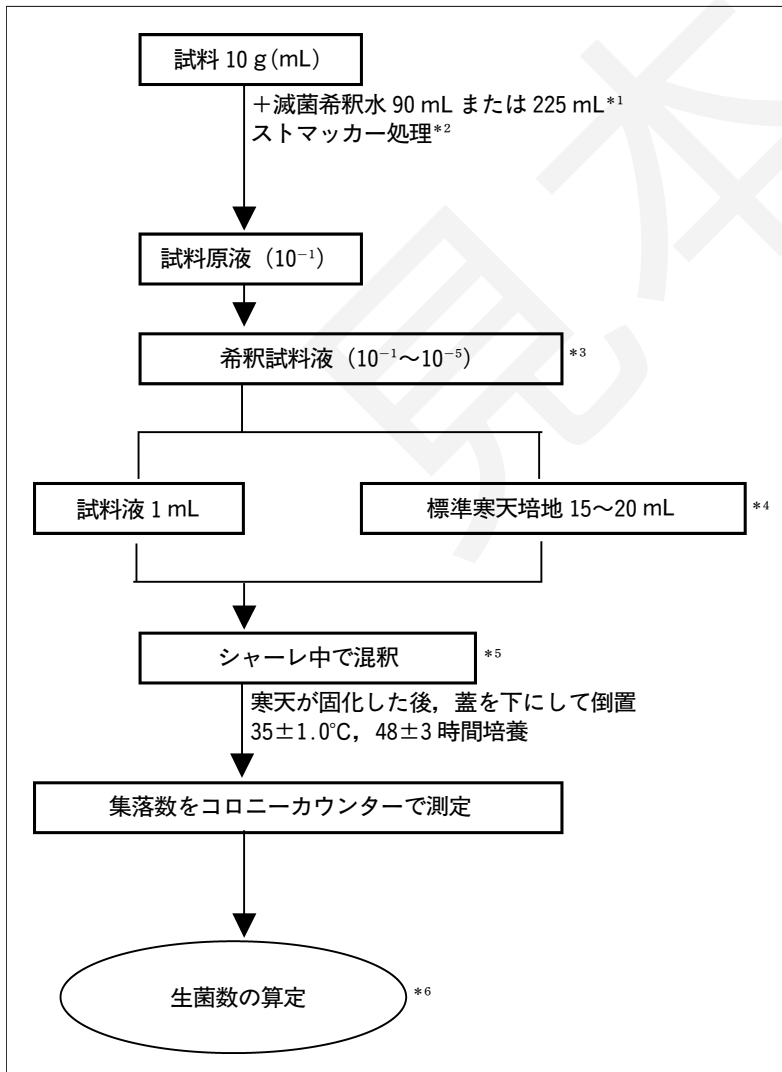 試料 10 g(mL)
+滅菌希釈水 90 mL または 225 mL*1
ストマッカー処理*2
試料原液（10⁻¹）
希釈試料液（10⁻¹〜10⁻⁵） *3
試料液 1 mL
標準寒天培地 15〜20 mL *4
シャーレ中で混釈 *5
寒天が固化した後，蓋を下にして倒置
35±1.0℃，48±3 時間培養
集落数をコロニーカウンターで測定
生菌数の算定 *6
見本